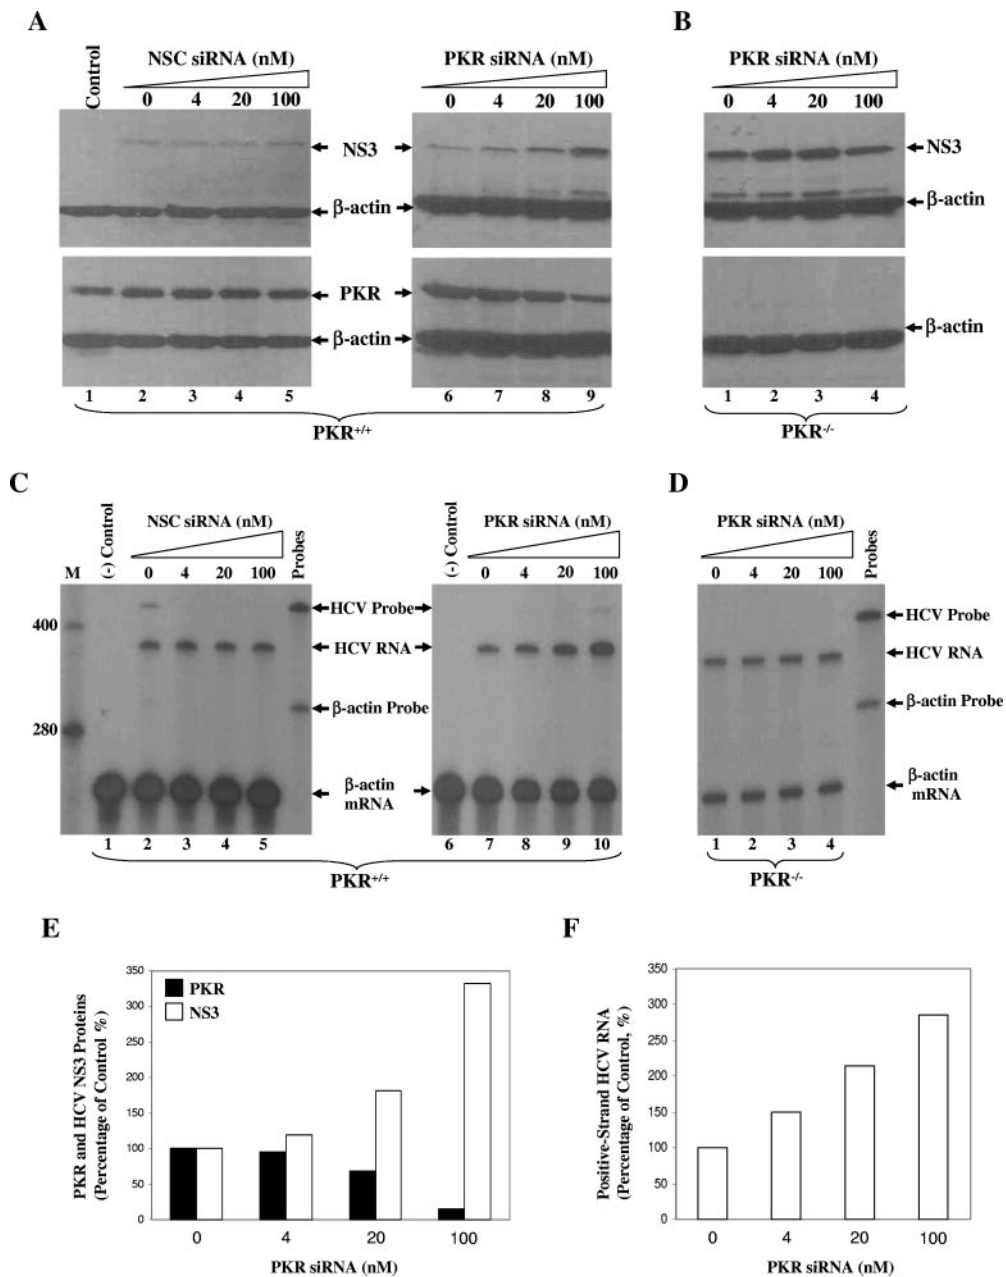 A
B
Control
NSC siRNA (nM)
0 4 20 100
PKR siRNA (nM)
0 4 20 100
PKR siRNA (nM)
0 4 20 100
NS3
NS3
β-actin
β-actin
PKR
β-actin
β-actin
1 2 3 4 5
6 7 8 9
1 2 3 4
PKR+/+
PKR-/-
C
D
M
(-) Control
NSC siRNA (nM)
0 4 20 100
Probes
(-) Control
PKR siRNA (nM)
0 4 20 100
PKR siRNA (nM)
0 4 20 100
Probes
400
280
HCV Probe
HCV RNA
β-actin Probe
β-actin
mRNA
HCV Probe
HCV RNA
β-actin Probe
β-actin
mRNA
1 2 3 4 5
6 7 8 9 10
1 2 3 4
PKR+/+
PKR-/-
E
PKR and HCV NS3 Proteins
(Percentage of Control %)
350
300
250
200
150
100
50
0
PKR
NS3
0 4 20 100
PKR siRNA (nM)
F
Positive-Strand HCV RNA
(Percentage of Control, %)
350
300
250
200
150
100
50
0
0 4 20 100
PKR siRNA (nM)